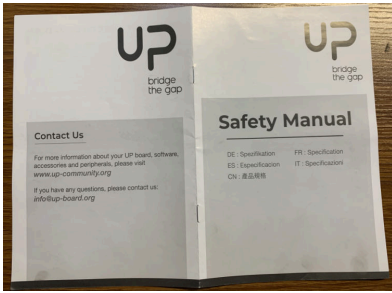 UP
bridge
the gap
Contact Us
For more information about your UP board, software,
accessories and peripherals, please visit
www.up-community.org
If you have any questions, please contact us:
info@up-board.org
UP
bridge
the gap
Safety Manual
DE : Spezifikation
FR : Specification
ES : Especificacion
IT : Specificazioni
CN : 產品規格